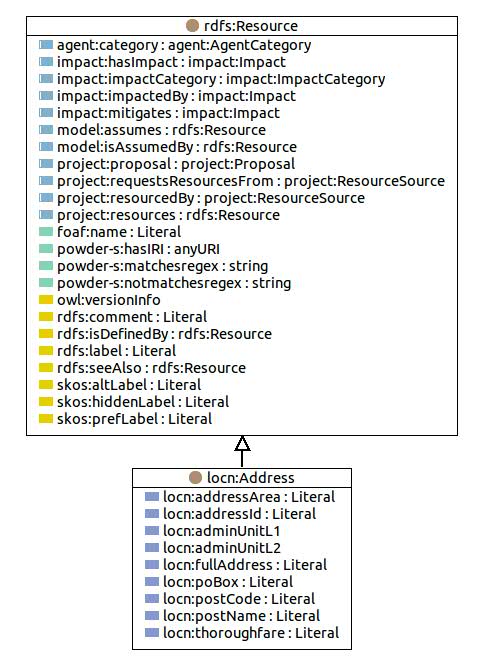 rdfs:Resource
agent:category : agent:AgentCategory
impact:hasImpact : impact:Impact
impact:impactCategory : impact:ImpactCategory
impact:impactedBy : impact:Impact
impact:mitigates : impact:Impact
model:assumes : rdfs:Resource
model:isAssumedBy : rdfs:Resource
project:proposal : project:Proposal
project:requestsResourcesFrom : project:ResourceSource
project:resourcedBy : project:ResourceSource
project:resources : rdfs:Resource
foaf:name : Literal
powder-s:hasIRI : anyURI
powder-s:matchesregex : string
powder-s:notmatchesregex : string
owl:versionInfo
rdfs:comment : Literal
rdfs:isDefinedBy : rdfs:Resource
rdfs:label : Literal
rdfs:seeAlso : rdfs:Resource
skos:altLabel : Literal
skos:hiddenLabel : Literal
skos:prefLabel : Literal
locn:Address
locn:addressArea : Literal
locn:addressId : Literal
locn:adminUnitL1
locn:adminUnitL2
locn:fullAddress : Literal
locn:poBox : Literal
locn:postCode : Literal
locn:postName : Literal
locn:thoroughfare : Literal